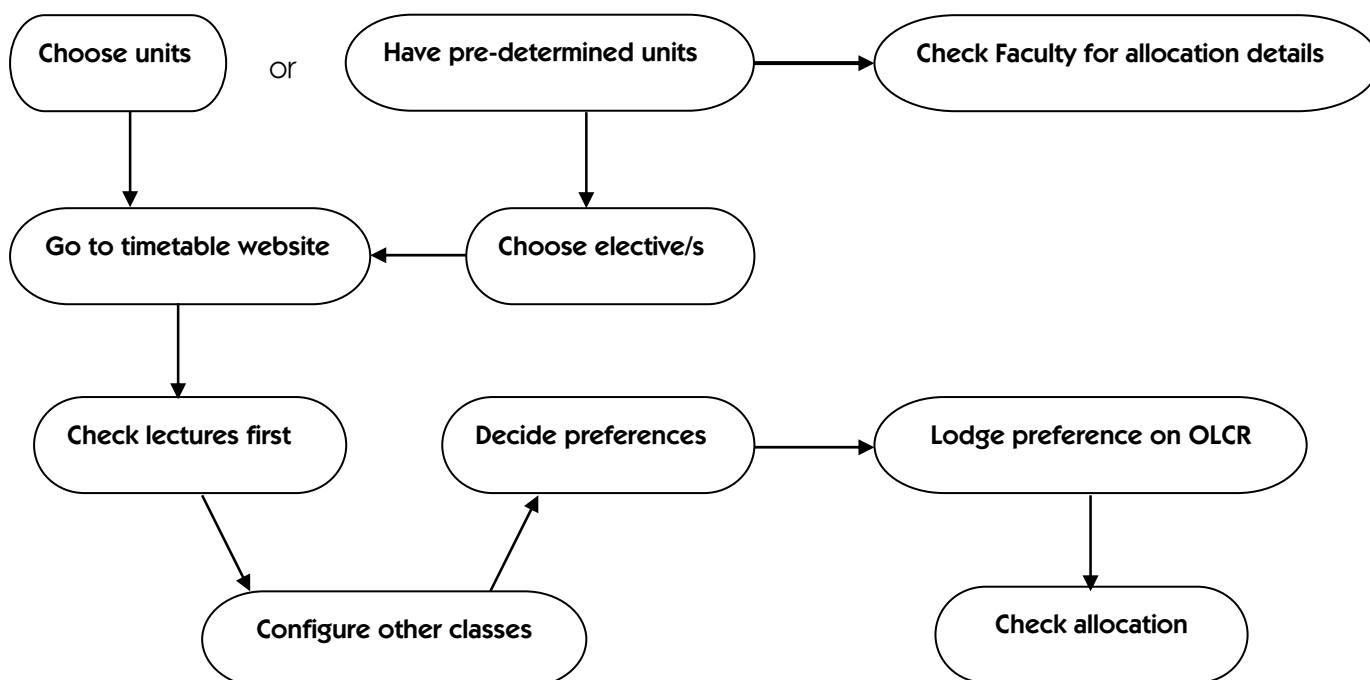 Choose units
or
Have pre-determined units
Check Faculty for allocation details
Go to timetable website
Choose elective/s
Check lectures first
Decide preferences
Lodge preference on OLCR
Configure other classes
Check allocation